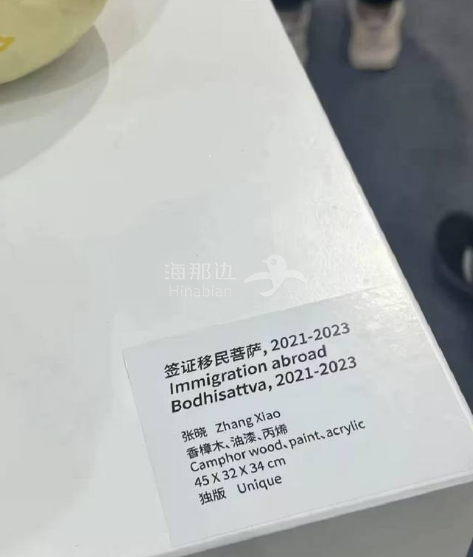 海那边
Hinabian
签证移民菩萨, 2021-2023
Immigration abroad
Bodhisattva, 2021-2023
张晓 Zhang Xiao
香樟木、油漆、丙烯
Camphor wood、paint、acrylic
45 X 32 X 34 cm
独版 Unique